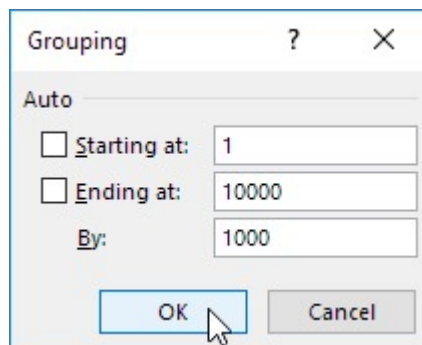 Grouping ?
Auto
Starting at: 1
Ending at: 10000
By: 1000
OK Cancel